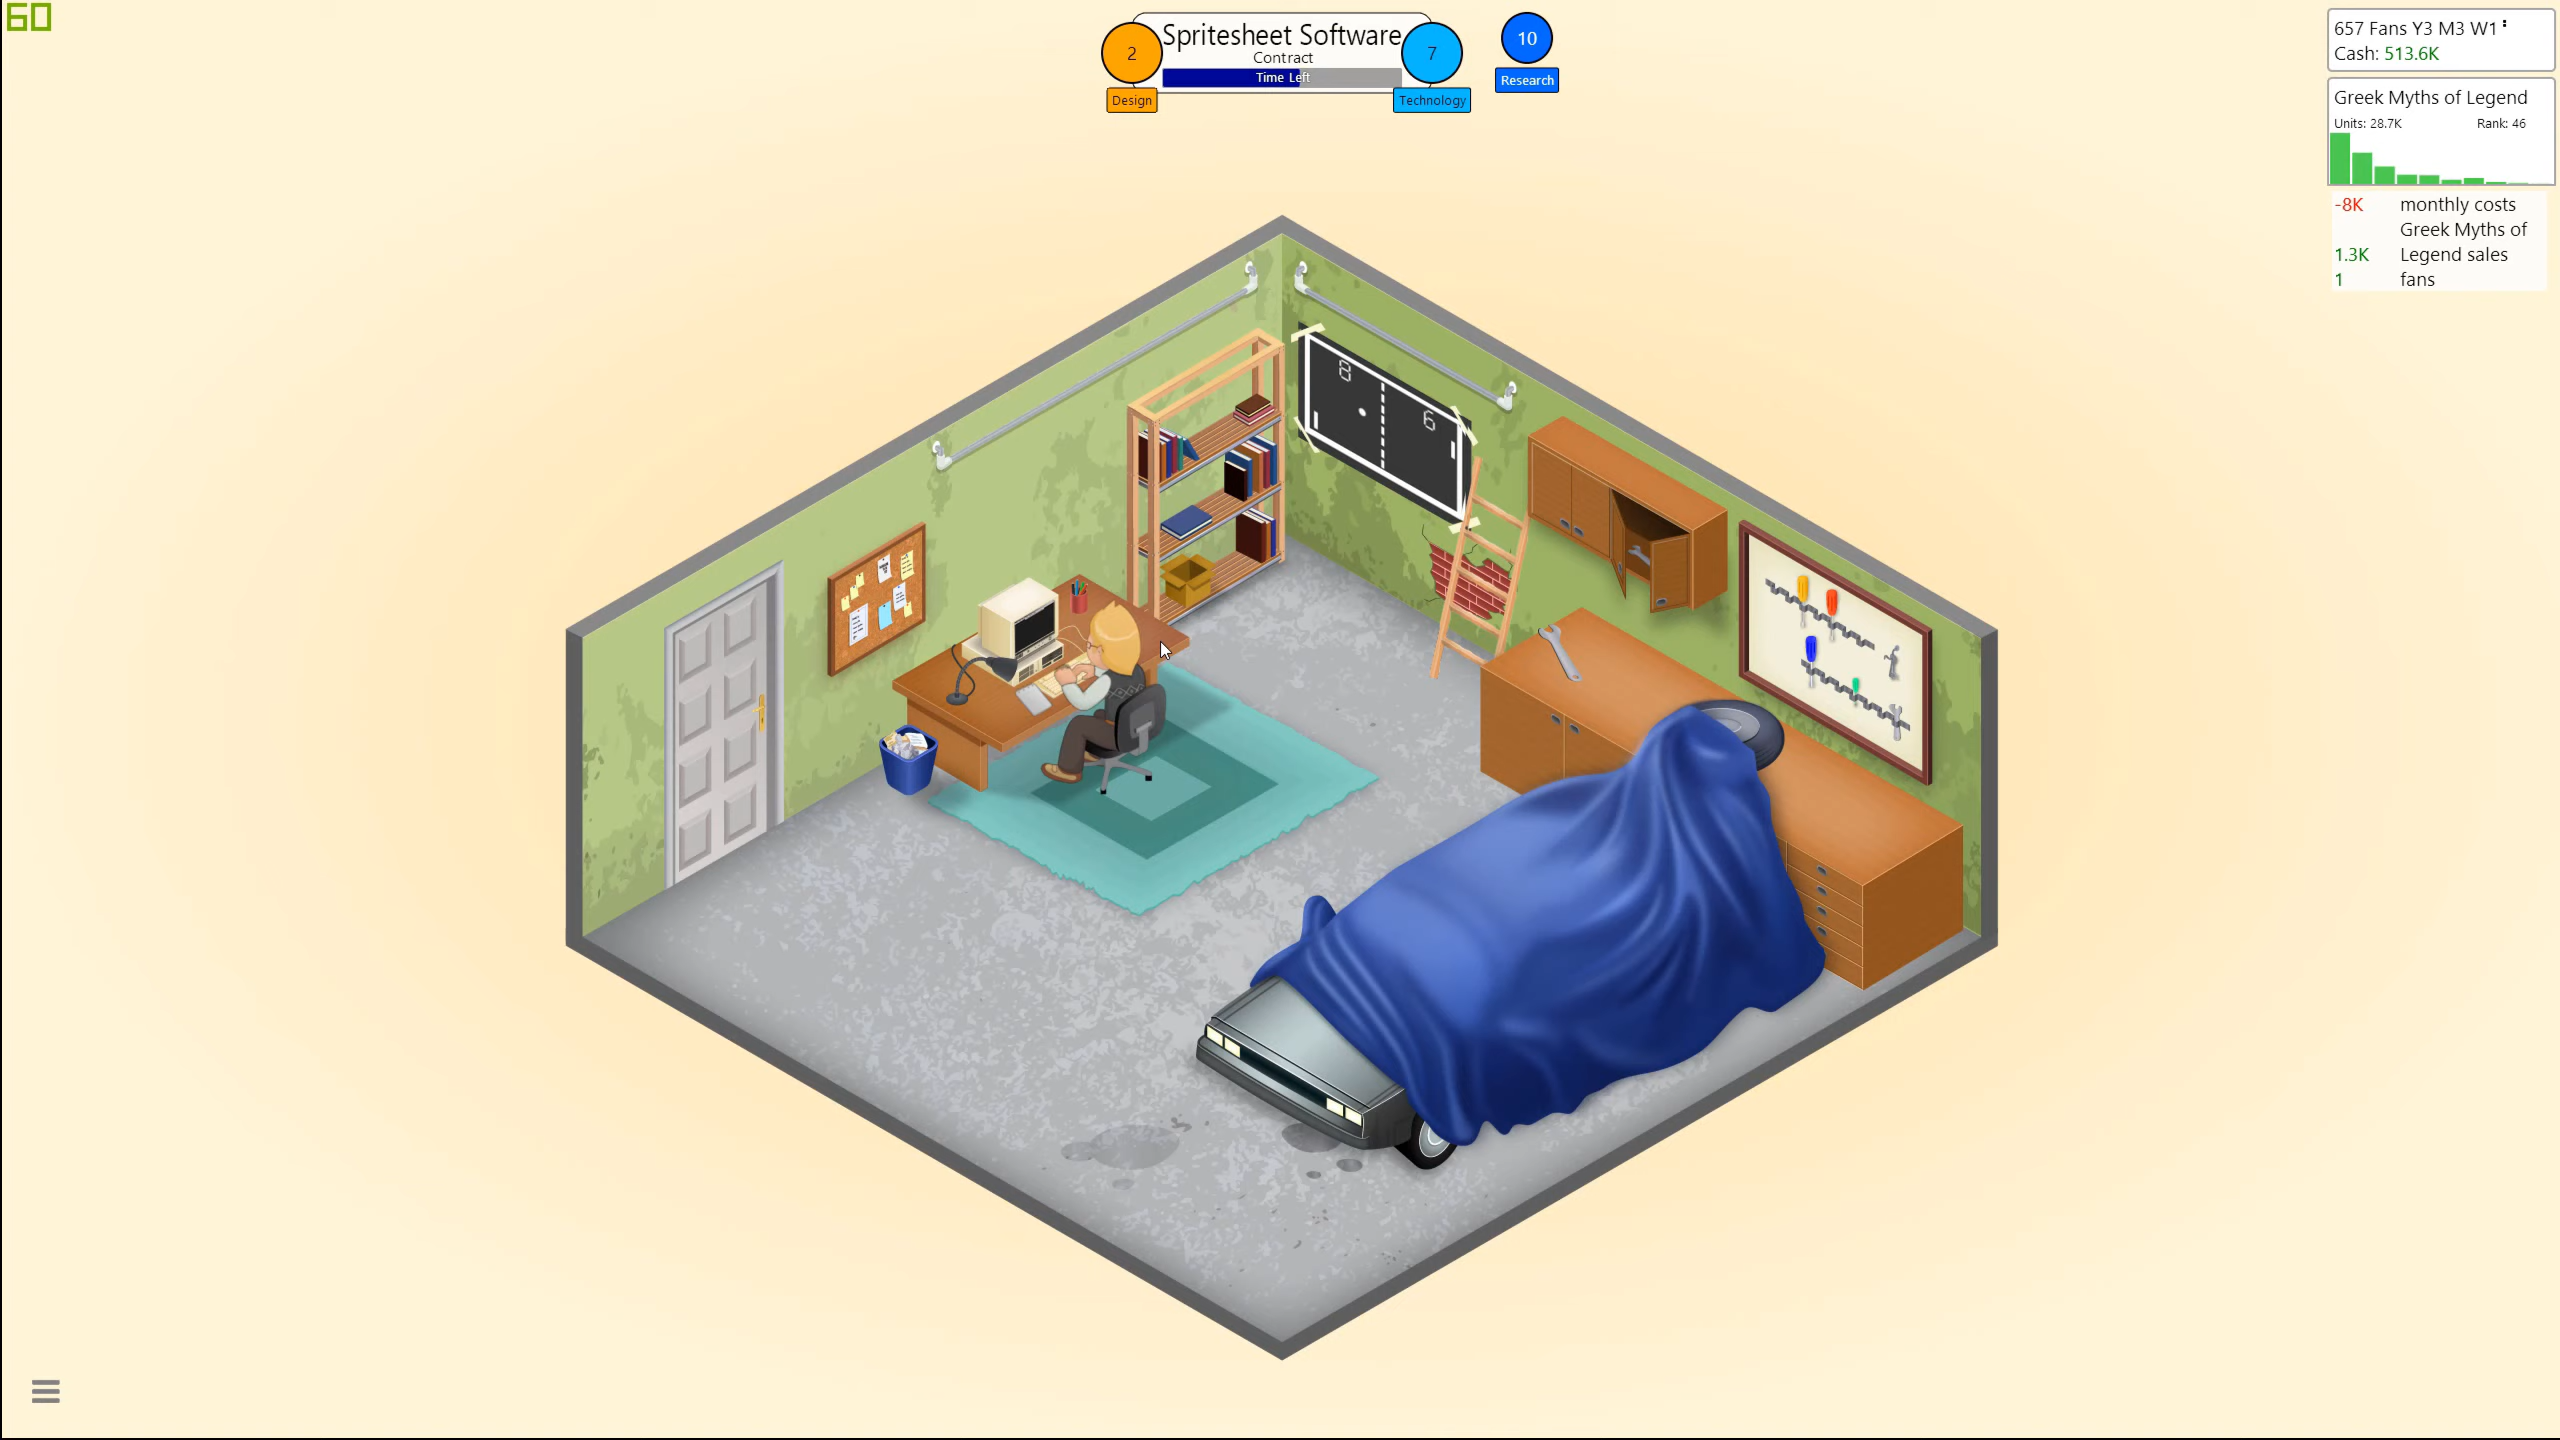 60
2
Spritesheet Software
7
10
Contract
Time Left
Design
Technology
Research
657 Fans Y3 M3 W1
Cash: 513.6K
Greek Myths of Legend
Units: 28.7K Rank: 46
-8K monthly costs
Greek Myths of
1.3K Legend sales
1 fans
8
6